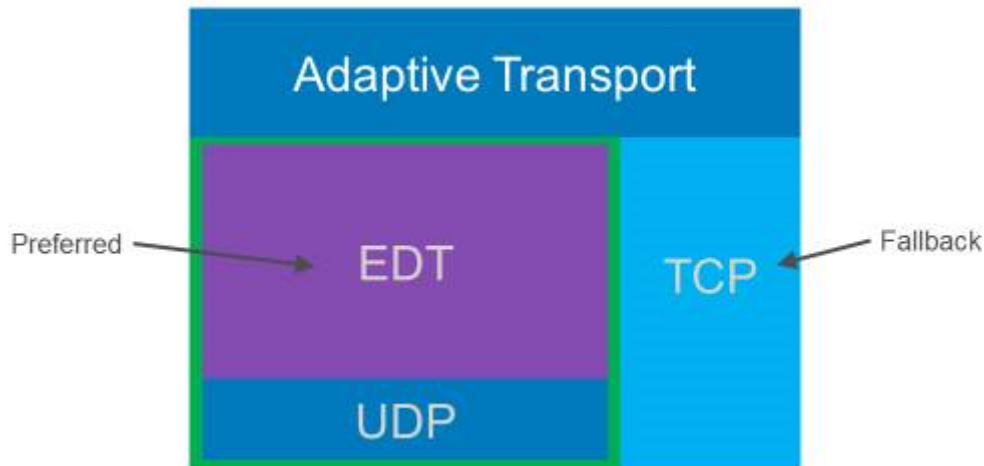 Adaptive Transport
Preferred
EDT
TCP
Fallback
UDP